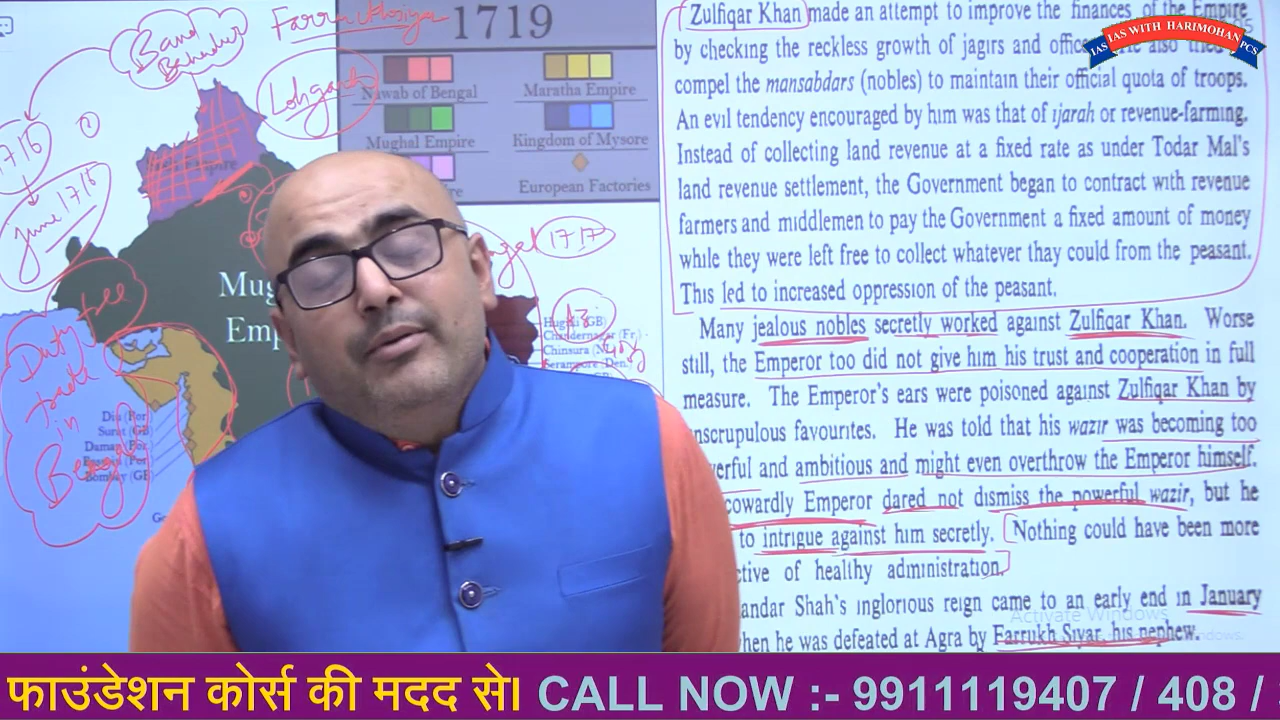 Farrukhsiyar 1719
Banda Bahadur
Lohgarh
Nawab of Bengal
Maratha Empire
Mughal Empire
Kingdom of Mysore
European Factories
1716
June 1716
1717
Duty free
trade
in
Bengal
Hugli (GB)
Chandernagar (Fr.)
Chinsura
Serampore (Den.)
Diu (Por
Surat (GB
Daman (Por
Bombay (GB
IAS WITH HARIMOHAN
IAS
PCS
Zulfiqar Khan made an attempt to improve the finances of the Empire
by checking the reckless growth of jagirs and
compel the mansabdars (nobles) to maintain their official quota of troops.
An evil tendency encouraged by him was that of ijarah or revenue-farming.
Instead of collecting land revenue at a fixed rate as under Todar Mal's
land revenue settlement, the Government began to contract with revenue
farmers and middlemen to pay the Government a fixed amount of money
while they were left free to collect whatever thay could from the peasant.
This led to increased oppression of the peasant.
Many jealous nobles secretly worked against Zulfiqar Khan. Worse
still, the Emperor too did not give him his trust and cooperation in full
measure. The Emperor's ears were poisoned against Zulfiqar Khan by
nscrupulous favourites. He was told that his wazir was becoming too
erful and ambitious and might even overthrow the Emperor himself.
cowardly Emperor dared not dismiss the powerful wazir, but he
to intrigue against him secretly. Nothing could have been more
ctive of healthy administration.
andar Shah's inglorious reign came to an early end in January
hen he was defeated at Agra by Farrukh Siyar, his nephew.
Activate Windows
फाउंडेशन कोर्स की मदद से। CALL NOW :- 9911119407 / 408 /